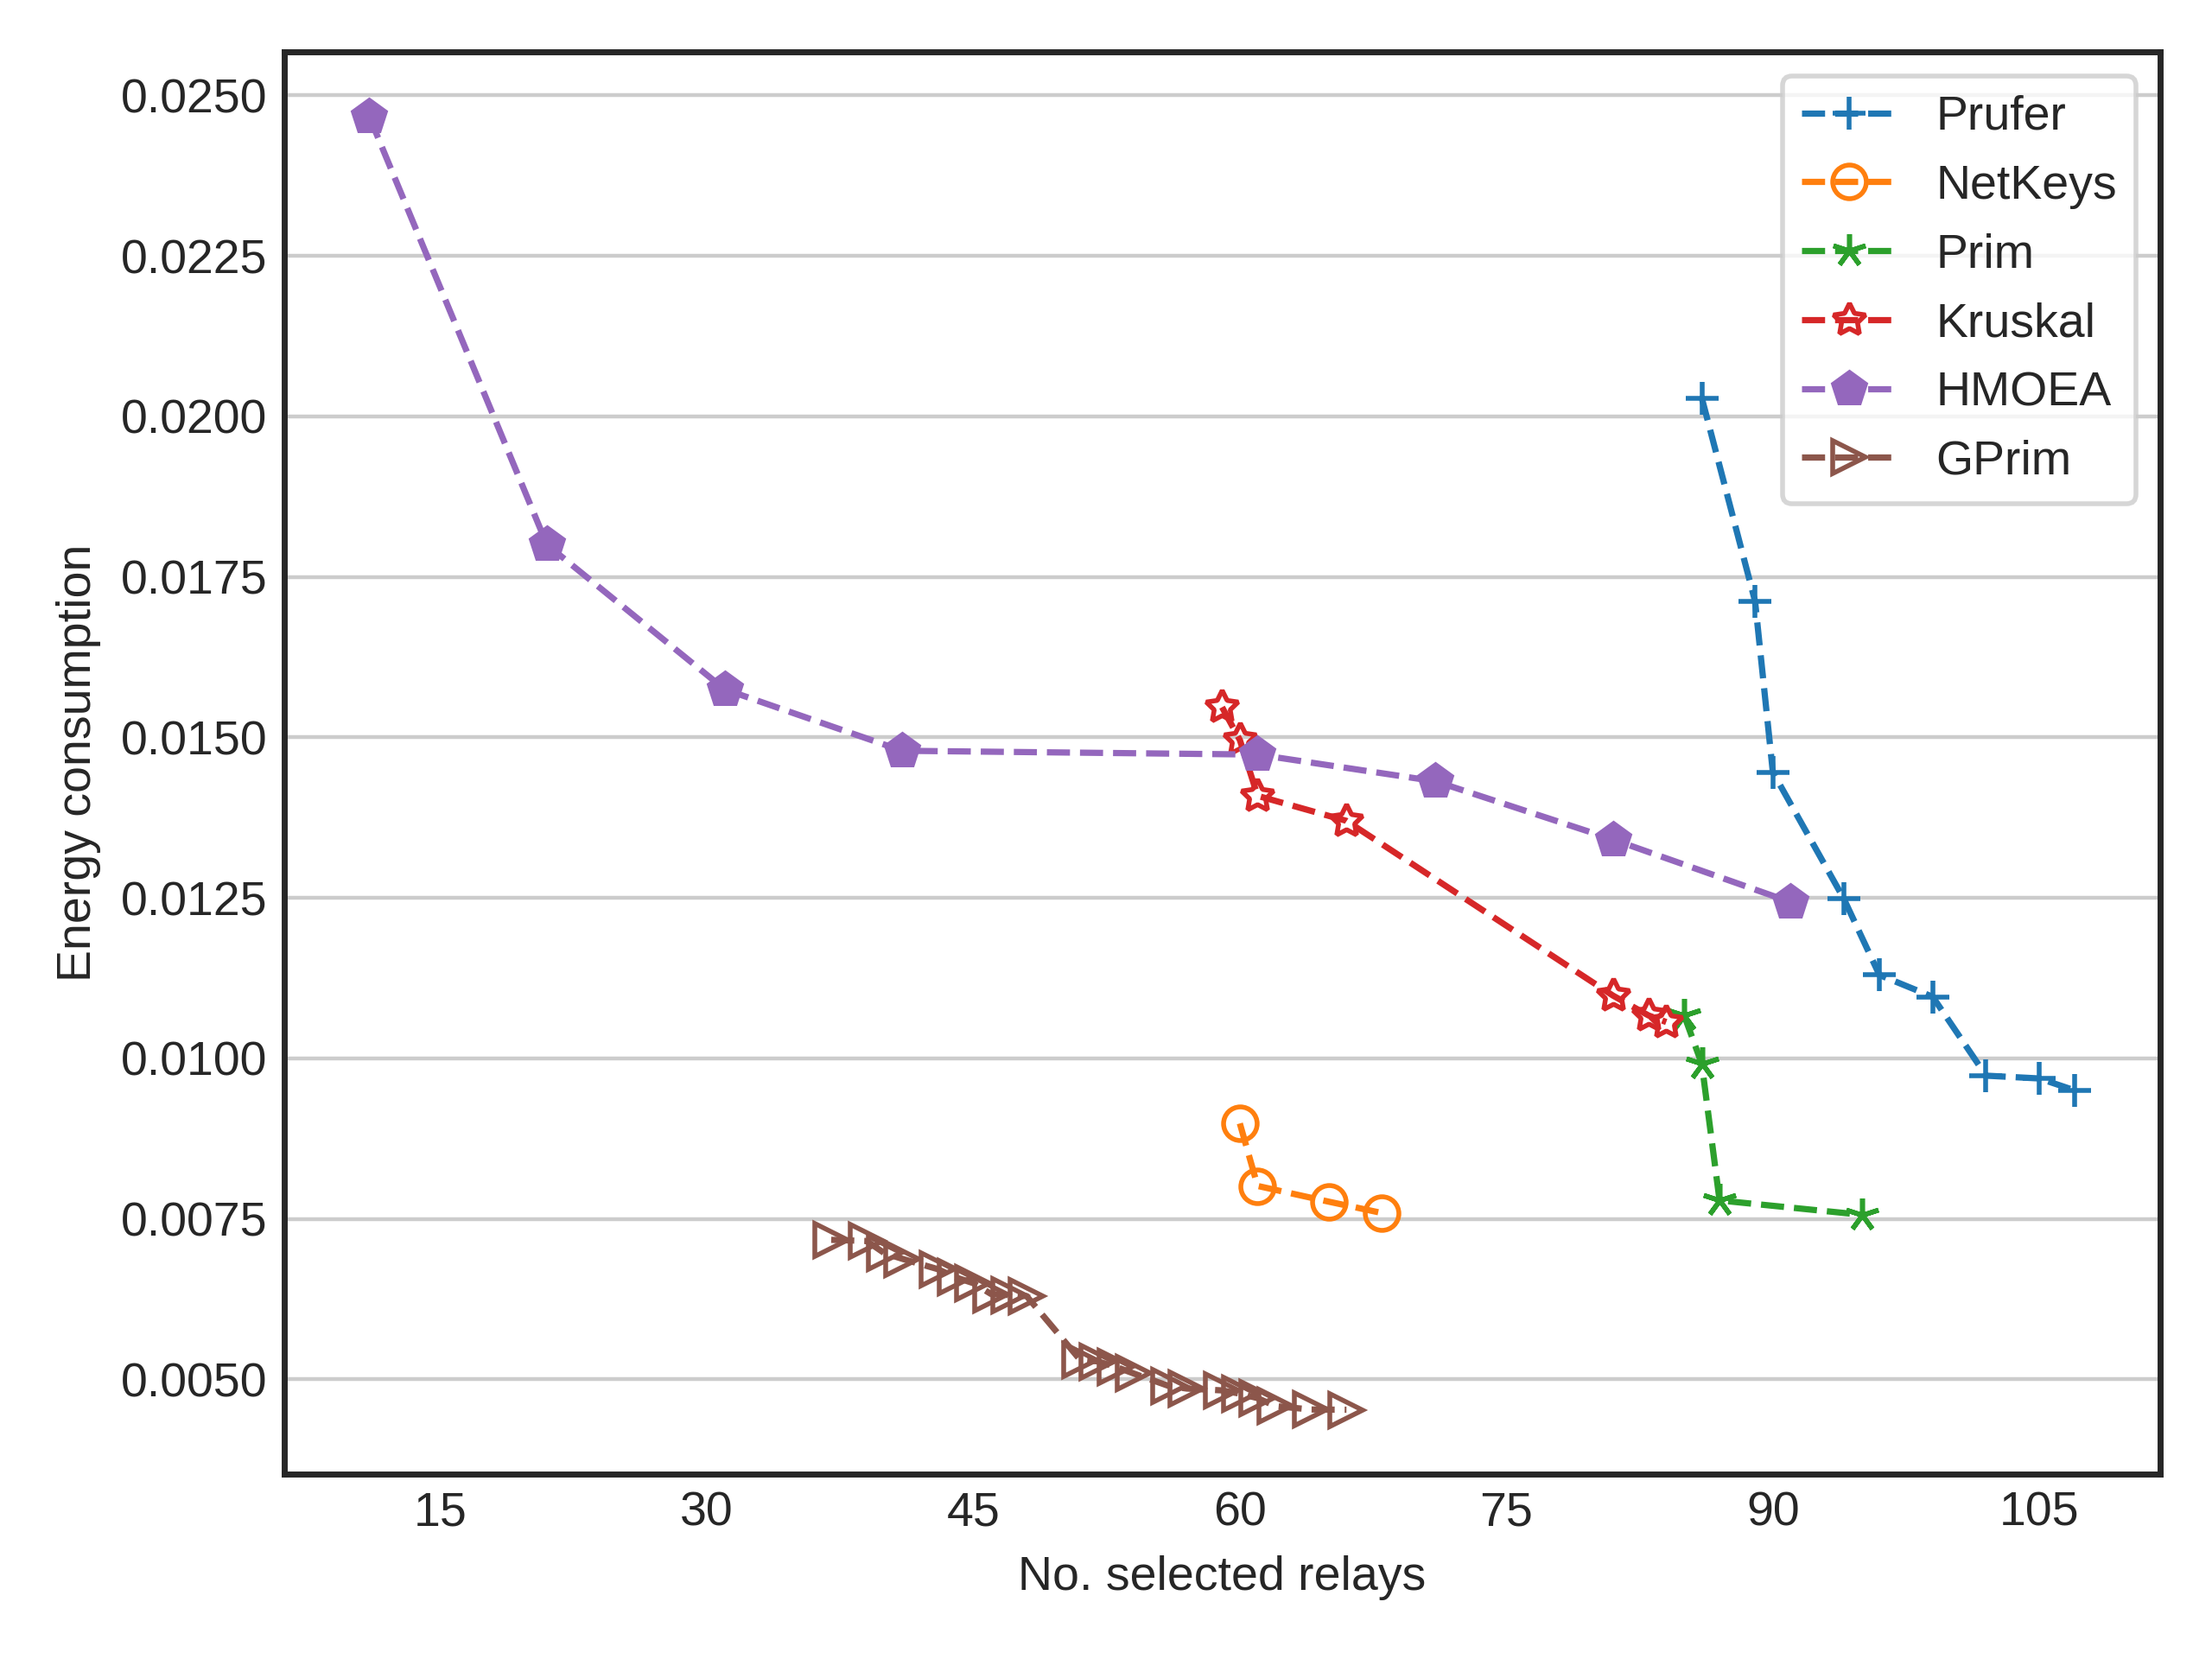 0.0250
0.0225
0.0200
0.0175
0.0150
0.0125
0.0100
0.0075
0.0050
Energy consumption
15 30 45 60 75 90 105
No. selected relays
Prufer
NetKeys
Prim
Kruskal
HMOEA
GPrim